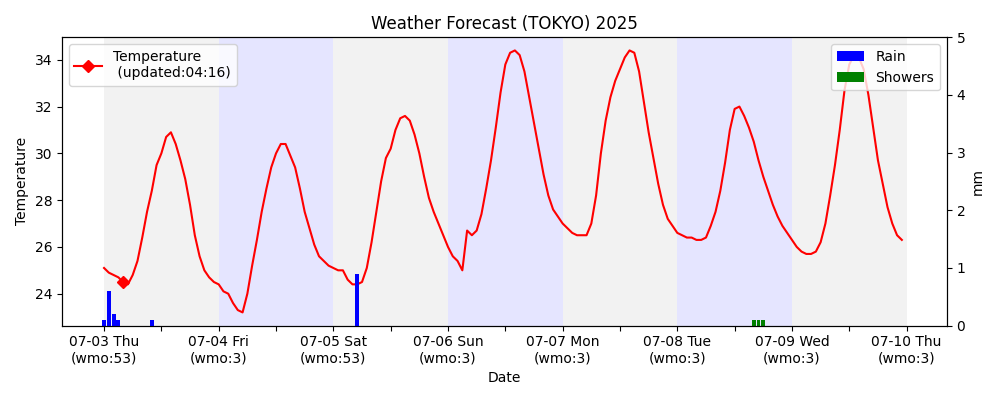 Weather Forecast (TOKYO) 2025
Temperature
(updated:04:16)
Rain
Showers
34
32
30
28
26
24
Temperature
5
4
3
2
1
0
mm
07-03 Thu
(wmo:53)
07-04 Fri
(wmo:3)
07-05 Sat
(wmo:53)
07-06 Sun
(wmo:3)
07-07 Mon
(wmo:3)
07-08 Tue
(wmo:3)
07-09 Wed
(wmo:3)
07-10 Thu
(wmo:3)
Date